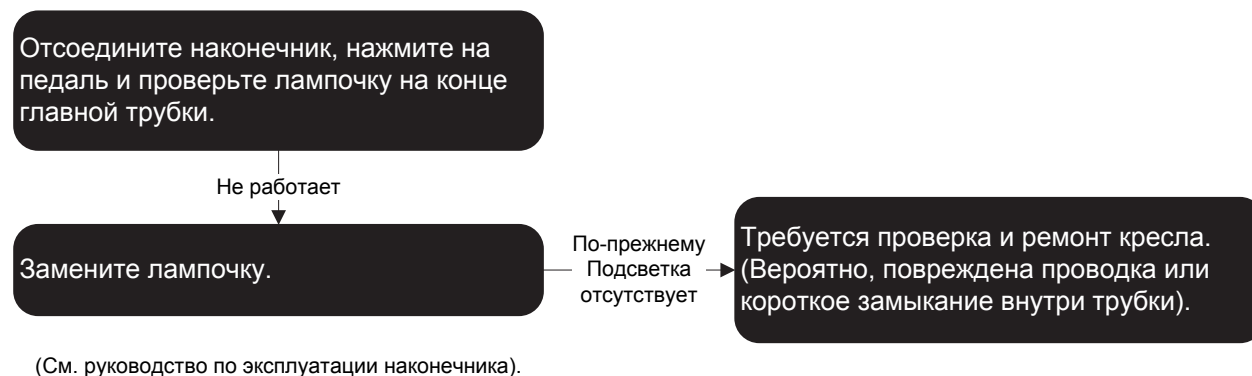 Отсоедините наконечник, нажмите на
педаль и проверьте лампочку на конце
главной трубки.
Не работает
Замените лампочку.
По-прежнему
Подсветка
отсутствует
Требуется проверка и ремонт кресла.
(Вероятно, повреждена проводка или
короткое замыкание внутри трубки).
(См. руководство по эксплуатации наконечника).